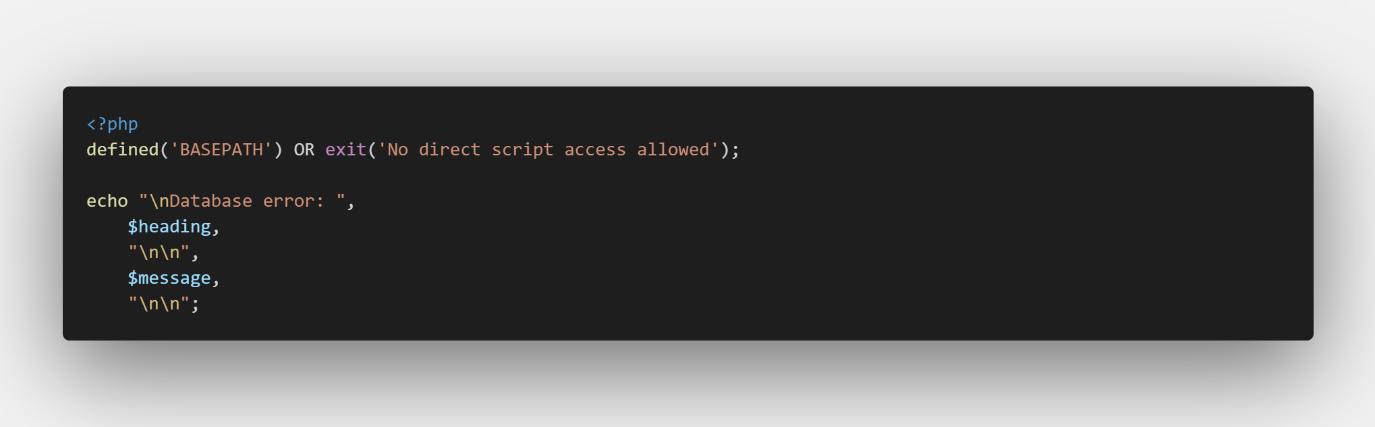 <?php
defined('BASEPATH') OR exit('No direct script access allowed');

echo "\nDatabase error: ",
    $heading,
    "\n\n",
    $message,
    "\n\n";